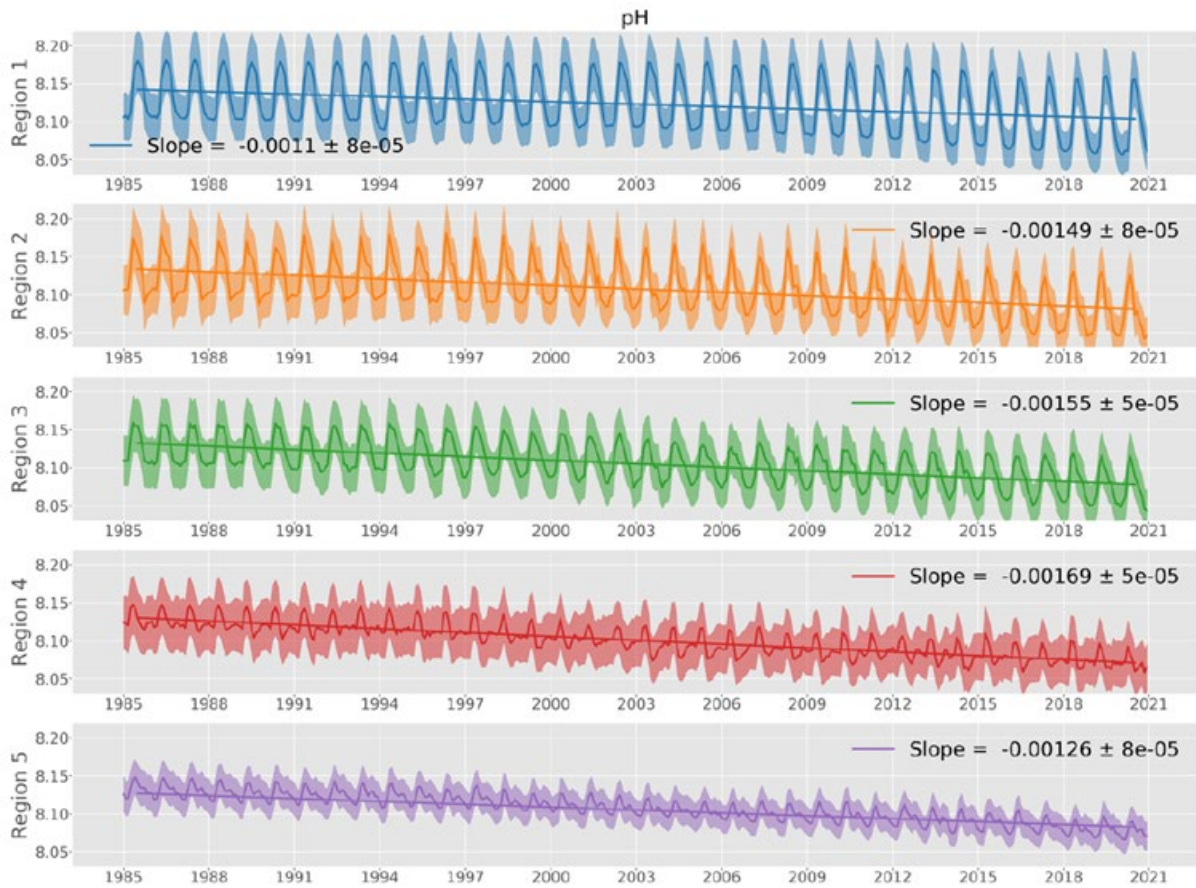 pH
Region 1
8.20
8.15
8.10
8.05
Slope = -0.0011 ± 8e-05
1985 1988 1991 1994 1997 2000 2003 2006 2009 2012 2015 2018 2021
Region 2
8.20
8.15
8.10
8.05
Slope = -0.00149 ± 8e-05
1985 1988 1991 1994 1997 2000 2003 2006 2009 2012 2015 2018 2021
Region 3
8.20
8.15
8.10
8.05
Slope = -0.00155 ± 5e-05
1985 1988 1991 1994 1997 2000 2003 2006 2009 2012 2015 2018 2021
Region 4
8.20
8.15
8.10
8.05
Slope = -0.00169 ± 5e-05
1985 1988 1991 1994 1997 2000 2003 2006 2009 2012 2015 2018 2021
Region 5
8.20
8.15
8.10
8.05
Slope = -0.00126 ± 8e-05
1985 1988 1991 1994 1997 2000 2003 2006 2009 2012 2015 2018 2021